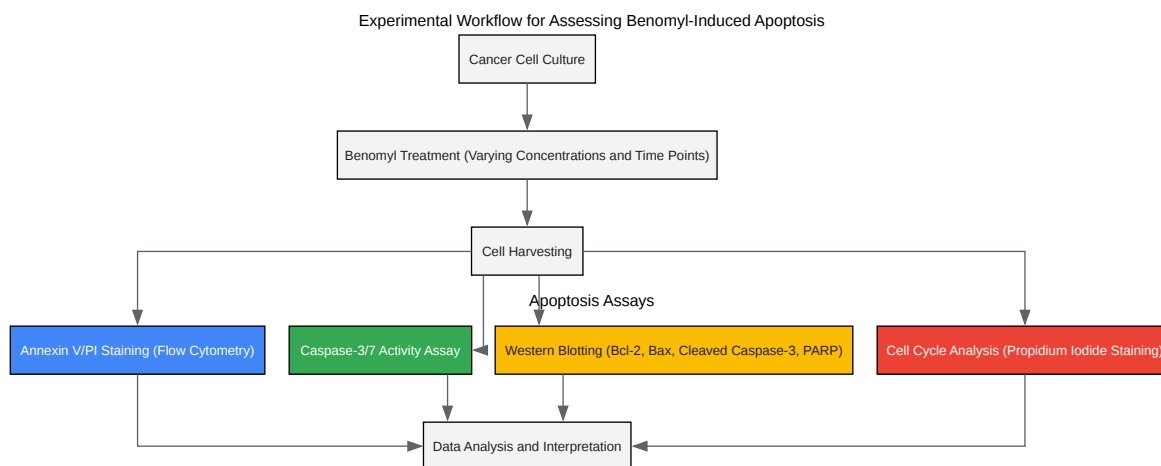 Experimental Workflow for Assessing Benomyl-Induced Apoptosis
Cancer Cell Culture
Benomyl Treatment (Varying Concentrations and Time Points)
Cell Harvesting
Apoptosis Assays
Annexin V/PI Staining (Flow Cytometry)
Caspase-3/7 Activity Assay
Western Blotting (Bcl-2, Bax, Cleaved Caspase-3, PARP)
Cell Cycle Analysis (Propidium Iodide Staining)
Data Analysis and Interpretation